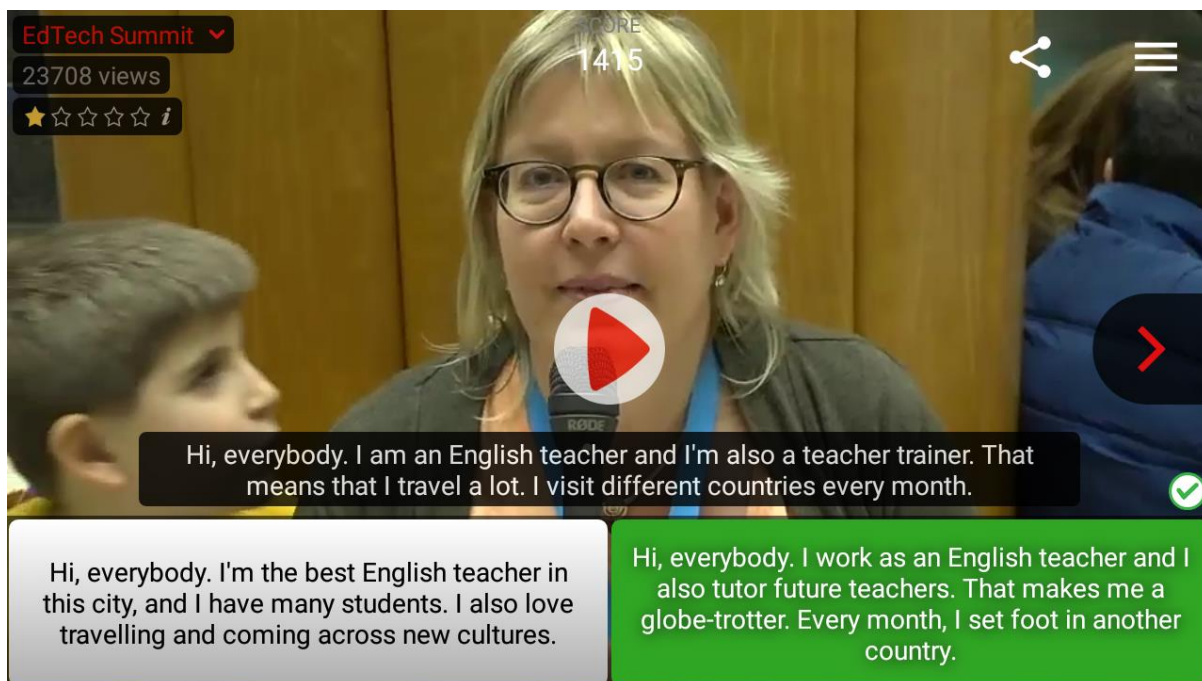 EdTech Summit
SCORE
1415
23708 views
i
RØDE
Hi, everybody. I am an English teacher and I'm also a teacher trainer. That
means that I travel a lot. I visit different countries every month.
Hi, everybody. I'm the best English teacher in
this city, and I have many students. I also love
travelling and coming across new cultures.
Hi, everybody. I work as an English teacher and I
also tutor future teachers. That makes me a
globe-trotter. Every month, I set foot in another
country.